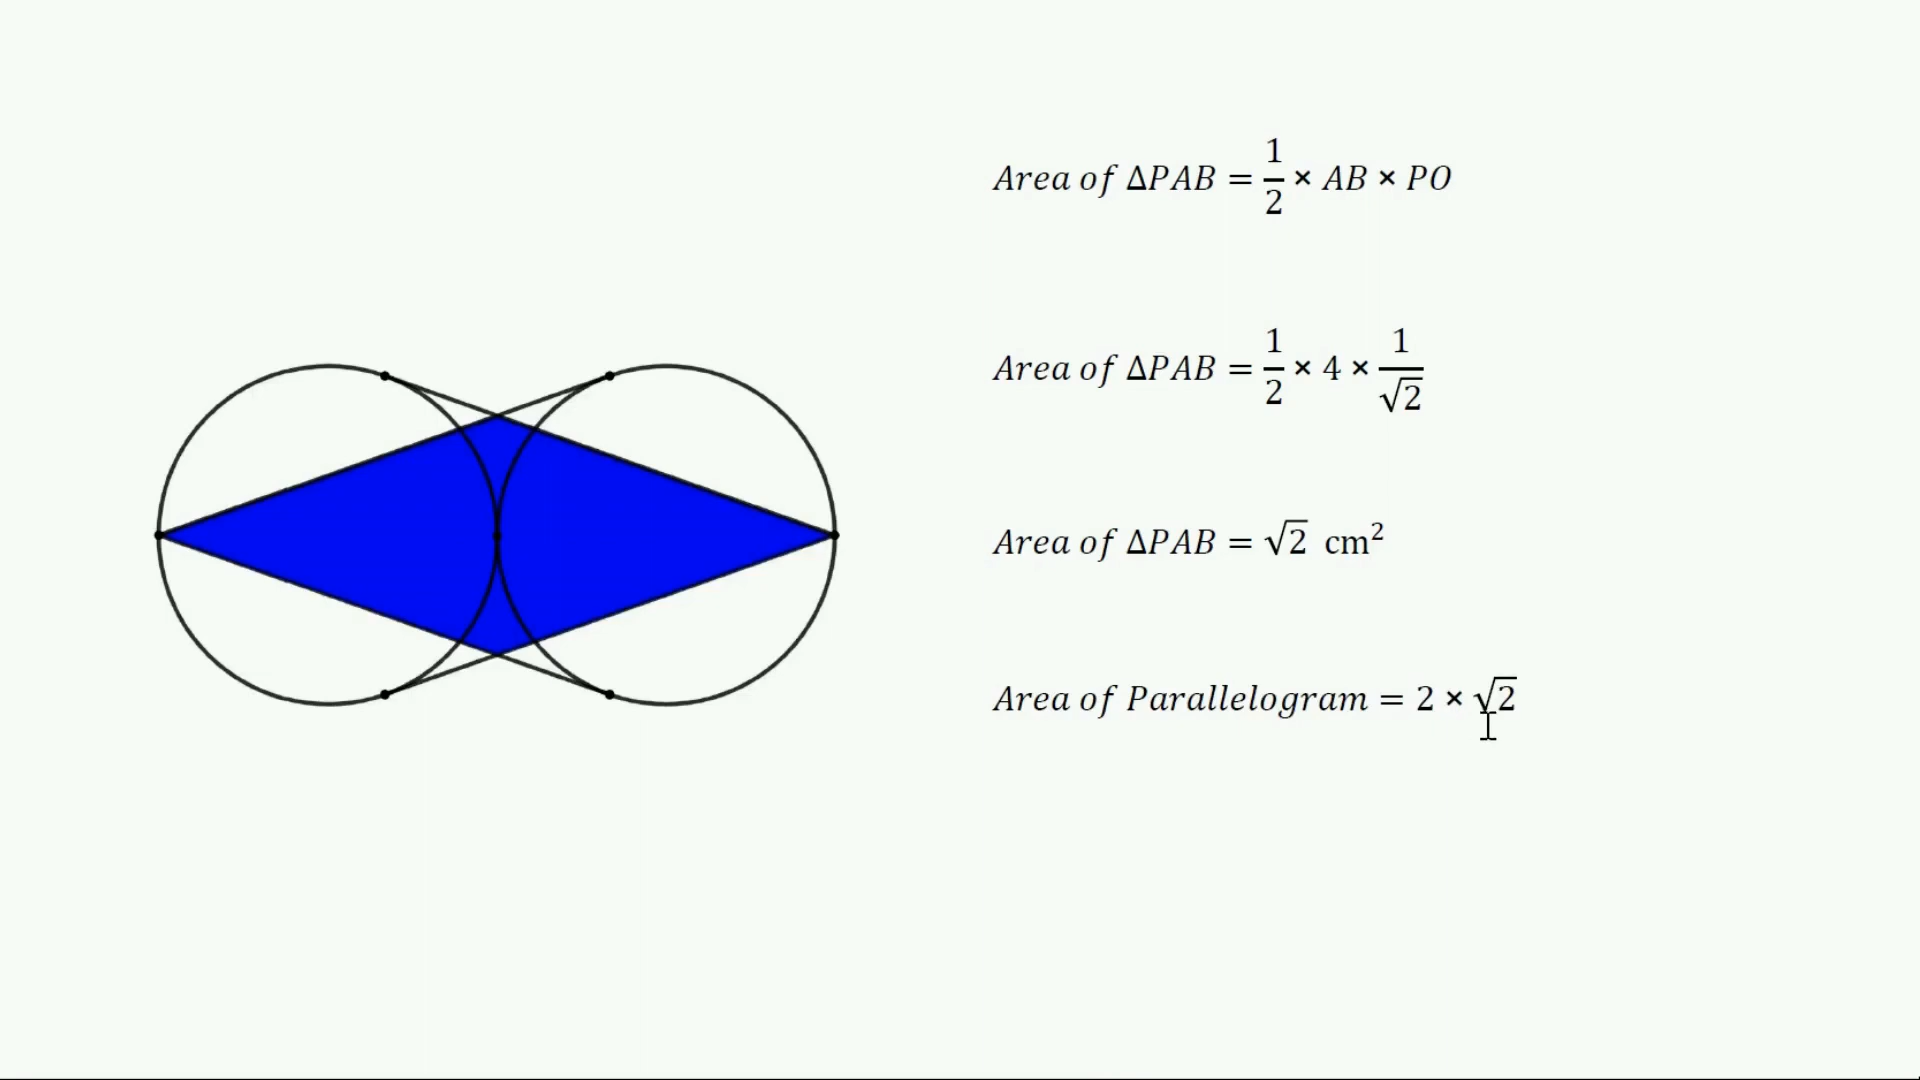 Area of ΔPAB = 1/2 × AB × PO
Area of ΔPAB = 1/2 × 4 × 1/√2
Area of ΔPAB = √2 cm²
Area of Parallelogram = 2 × √2